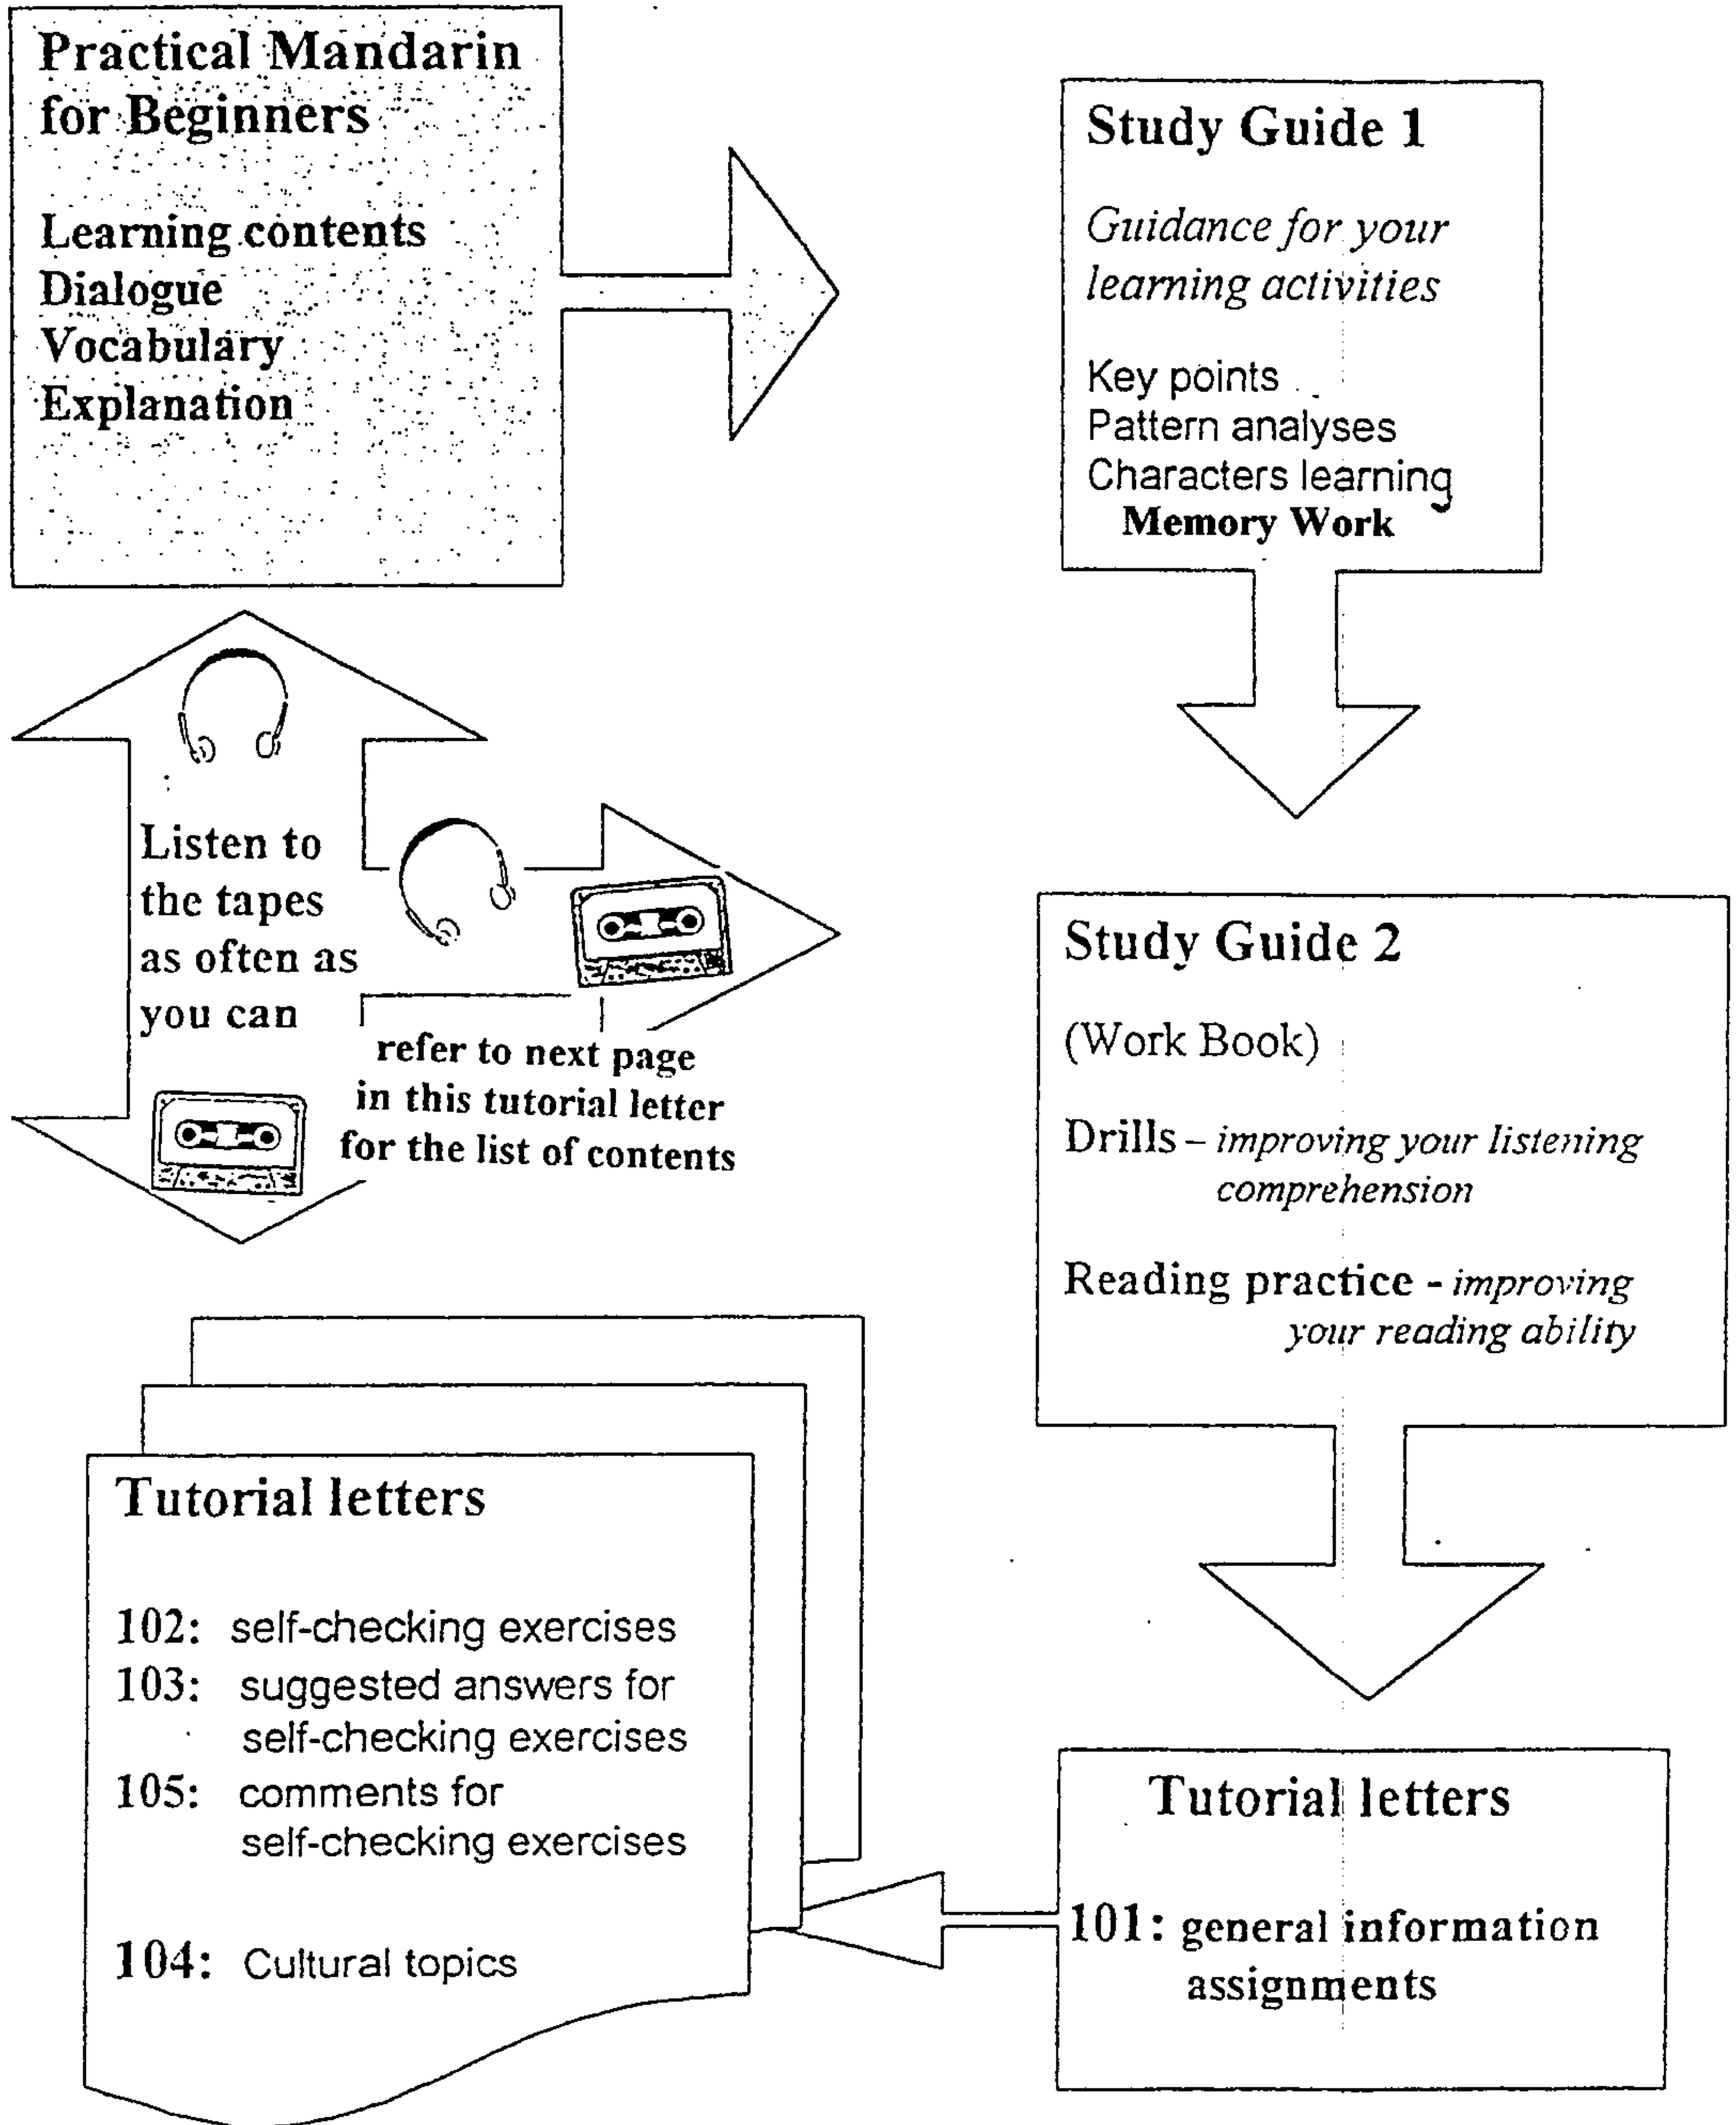 Practical Mandarin
for Beginners
Learning contents
Dialogue
Vocabulary
Explanation
Study Guide 1
Guidance for your
learning activities
Key points
Pattern analyses
Characters learning
Memory Work
Listen to
the tapes
as often as
you can
refer to next page
in this tutorial letter
for the list of contents
Study Guide 2
(Work Book)
Drills – improving your listening
comprehension
Reading practice - improving
your reading ability
Tutorial letters
101: general information
assignments
Tutorial letters
102: self-checking exercises
103: suggested answers for
self-checking exercises
105: comments for
self-checking exercises
104: Cultural topics